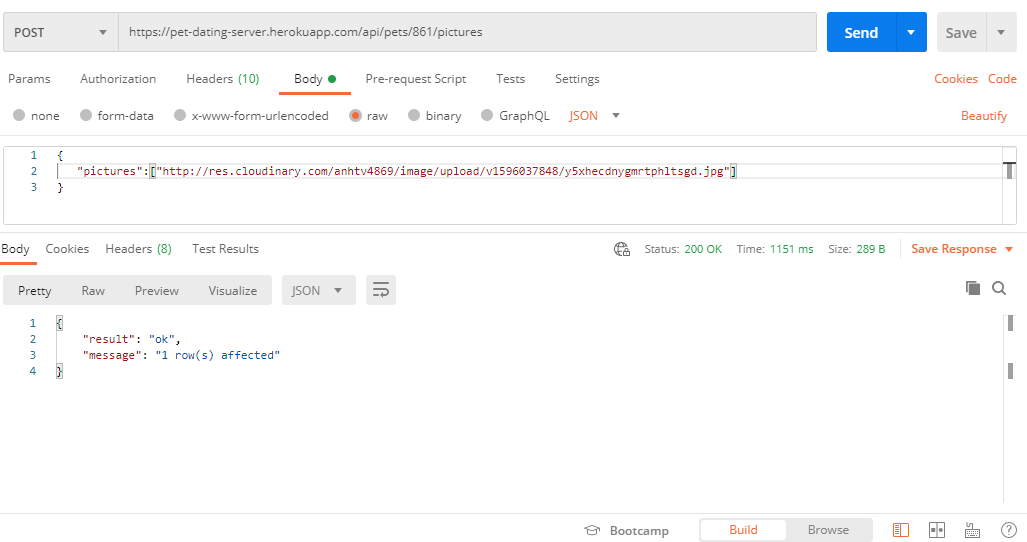 POST https://pet-dating-server.herokuapp.com/api/pets/861/pictures Send Save
Params Authorization Headers (10) Body Pre-request Script Tests Settings Cookies Code
none form-data x-www-form-urlencoded raw binary GraphQL JSON Beautify
1 {
2 "pictures":["http://res.cloudinary.com/anhtv4869/image/upload/v1596037848/y5xhecdnygmrtphltsgd.jpg"]
3 }
Body Cookies Headers (8) Test Results Status: 200 OK Time: 1151 ms Size: 289 B Save Response
Pretty Raw Preview Visualize JSON
1 {
2 "result": "ok",
3 "message": "1 row(s) affected"
4 }
Bootcamp Build Browse ?